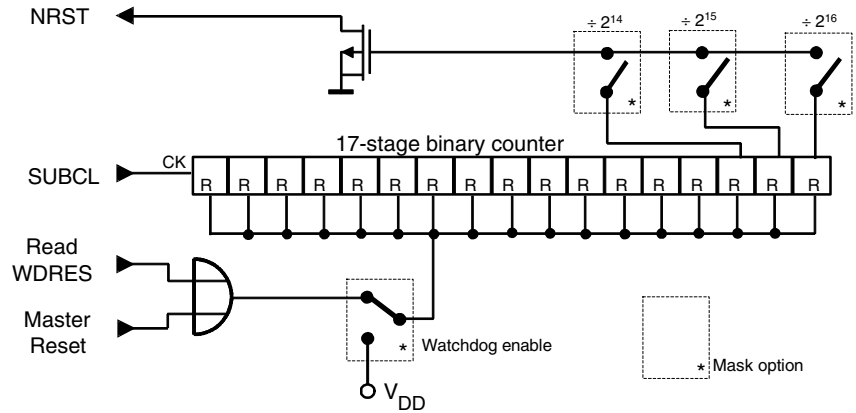 NRST
÷ 2¹⁴ ÷ 2¹⁵ ÷ 2¹⁶
* * *
17-stage binary counter
SUBCL CK
R R R R R R R R R R R R R R R R R
Read
WDRES
Master
Reset
* Watchdog enable
* Mask option
V_DD